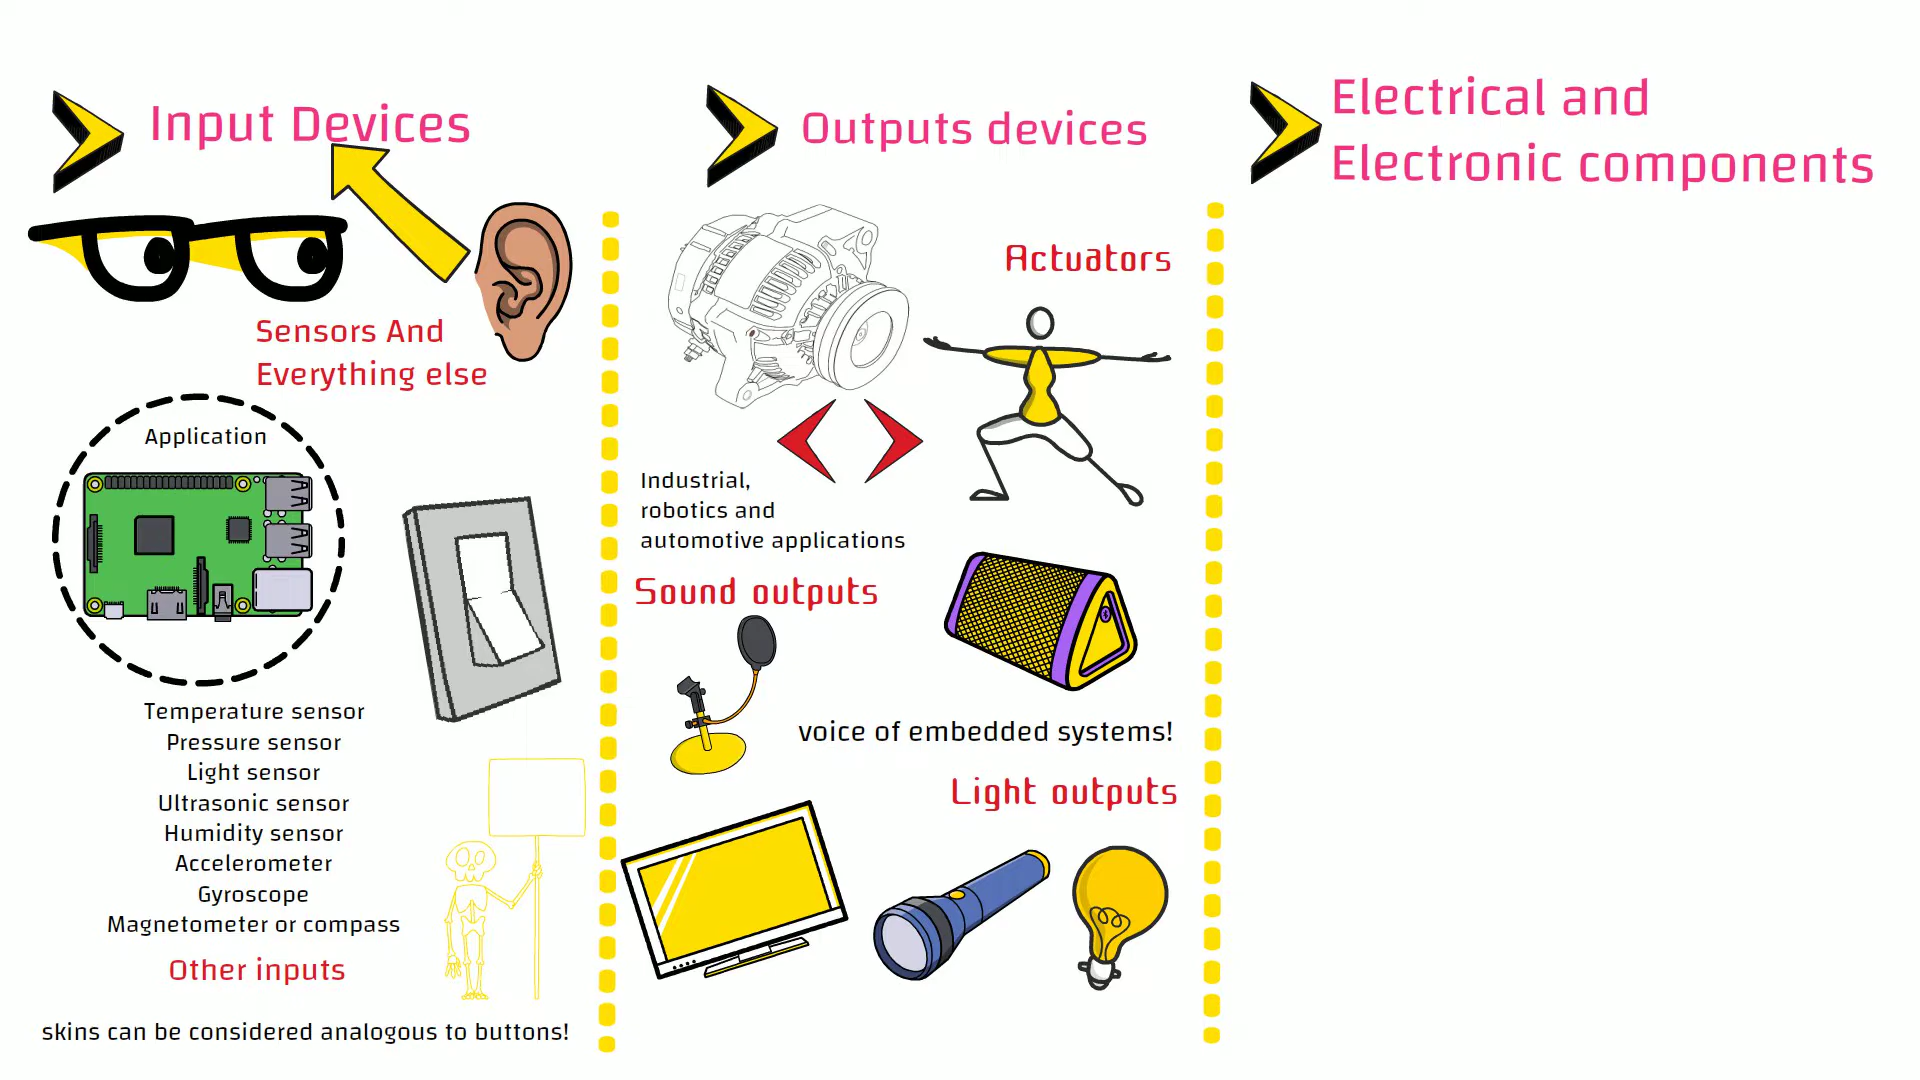 Input Devices
Sensors And
Everything else
Application
Temperature sensor
Pressure sensor
Light sensor
Ultrasonic sensor
Humidity sensor
Accelerometer
Gyroscope
Magnetometer or compass
Other inputs
skins can be considered analogous to buttons!
Outputs devices
Actuators
Industrial,
robotics and
automotive applications
Sound outputs
voice of embedded systems!
Light outputs
Electrical and
Electronic components